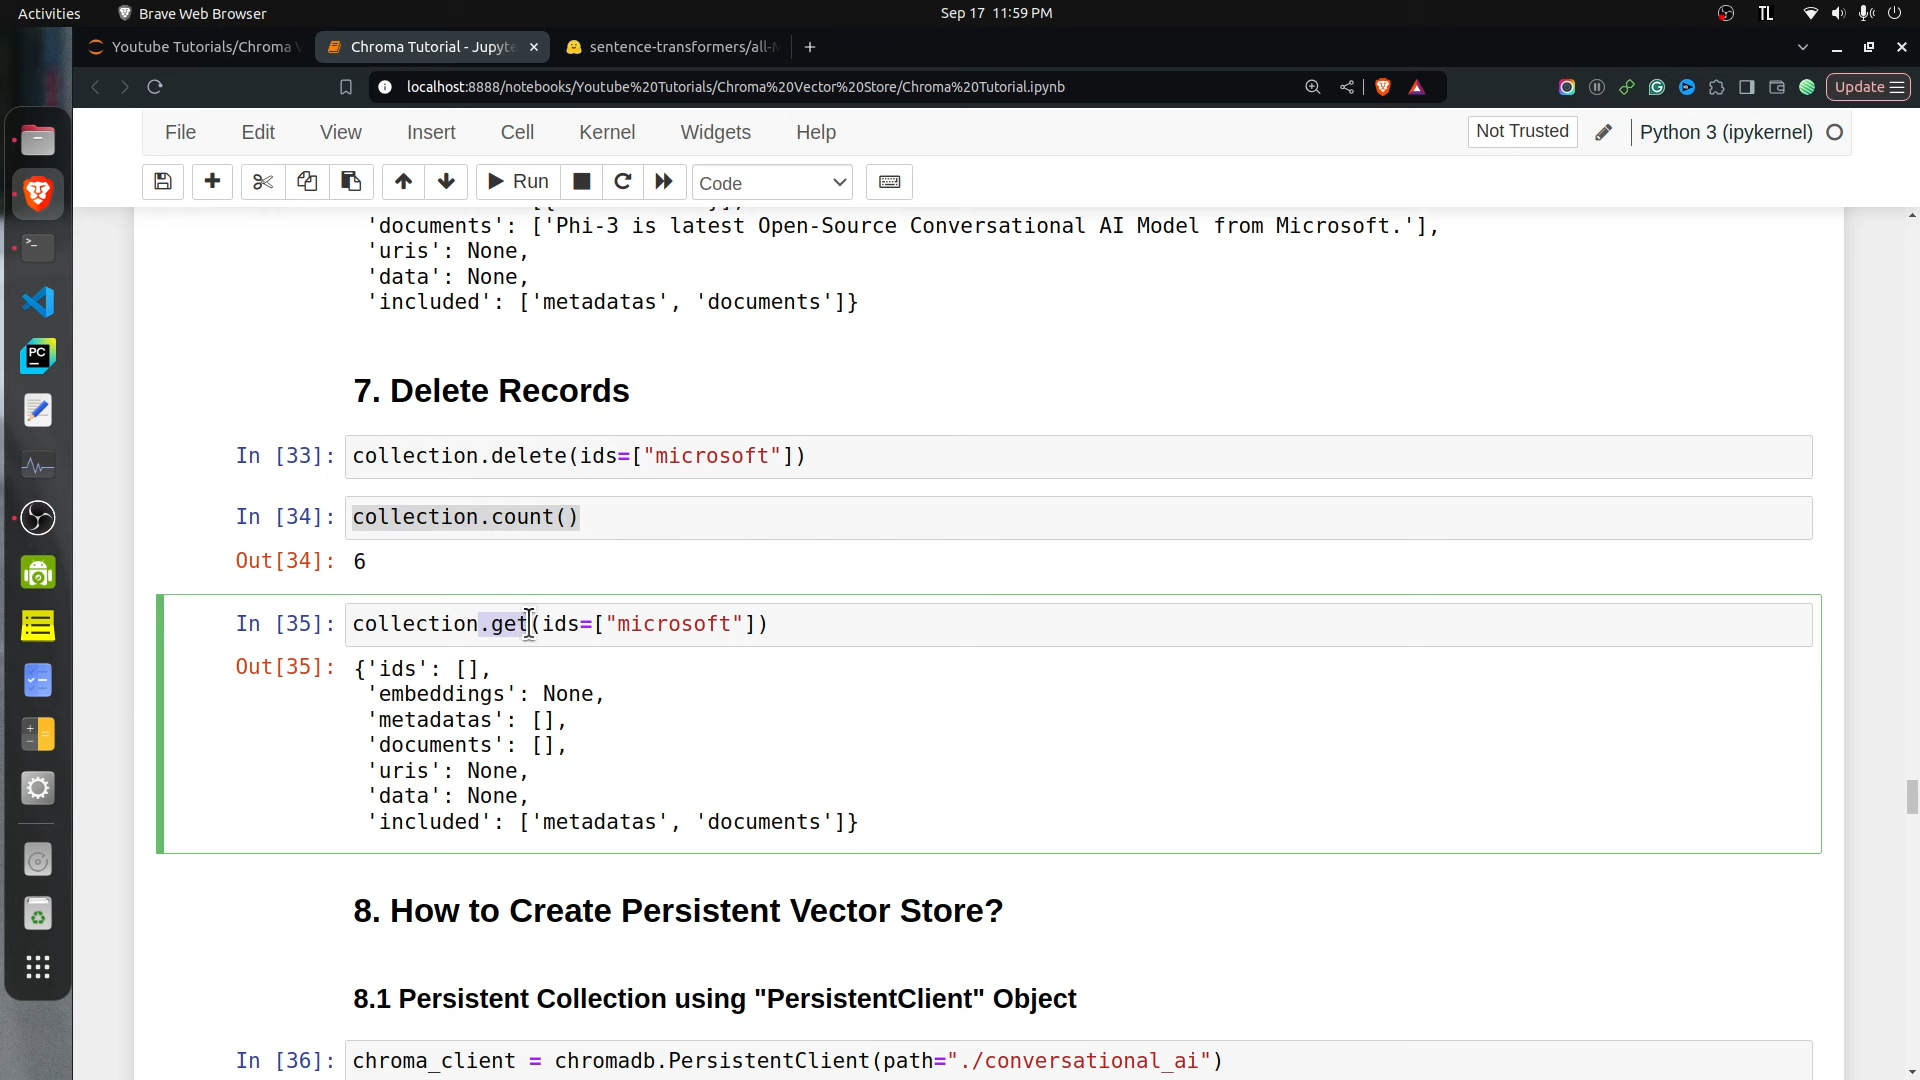 Activities
Brave Web Browser
Sep 17 11:59 PM
TL
Youtube Tutorials/Chroma
Chroma Tutorial - Jupyte
sentence-transformers/all-
localhost:8888/notebooks/Youtube%20Tutorials/Chroma%20Vector%20Store/Chroma%20Tutorial.ipynb
Update
File
Edit
View
Insert
Cell
Kernel
Widgets
Help
Not Trusted
Python 3 (ipykernel)
Run
Code
'documents': ['Phi-3 is latest Open-Source Conversational AI Model from Microsoft.'],
'uris': None,
'data': None,
'included': ['metadatas', 'documents']}
7. Delete Records
In [33]: collection.delete(ids=["microsoft"])
In [34]: collection.count()
Out[34]: 6
In [35]: collection.get(ids=["microsoft"])
Out[35]: {'ids': [],
'embeddings': None,
'metadatas': [],
'documents': [],
'uris': None,
'data': None,
'included': ['metadatas', 'documents']}
8. How to Create Persistent Vector Store?
8.1 Persistent Collection using "PersistentClient" Object
In [36]: chroma_client = chromadb.PersistentClient(path="./conversational_ai")